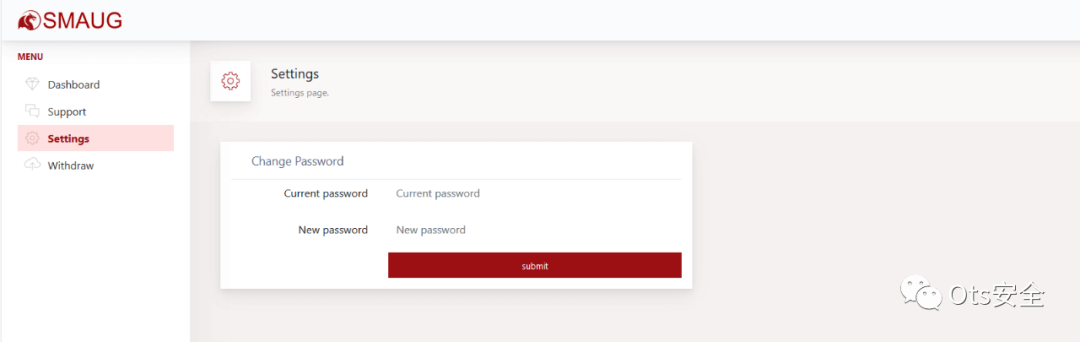 SMAUG
MENU
Dashboard
Support
Settings
Withdraw
Settings
Settings page.
Change Password
Current password Current password
New password New password
submit
Ots安全